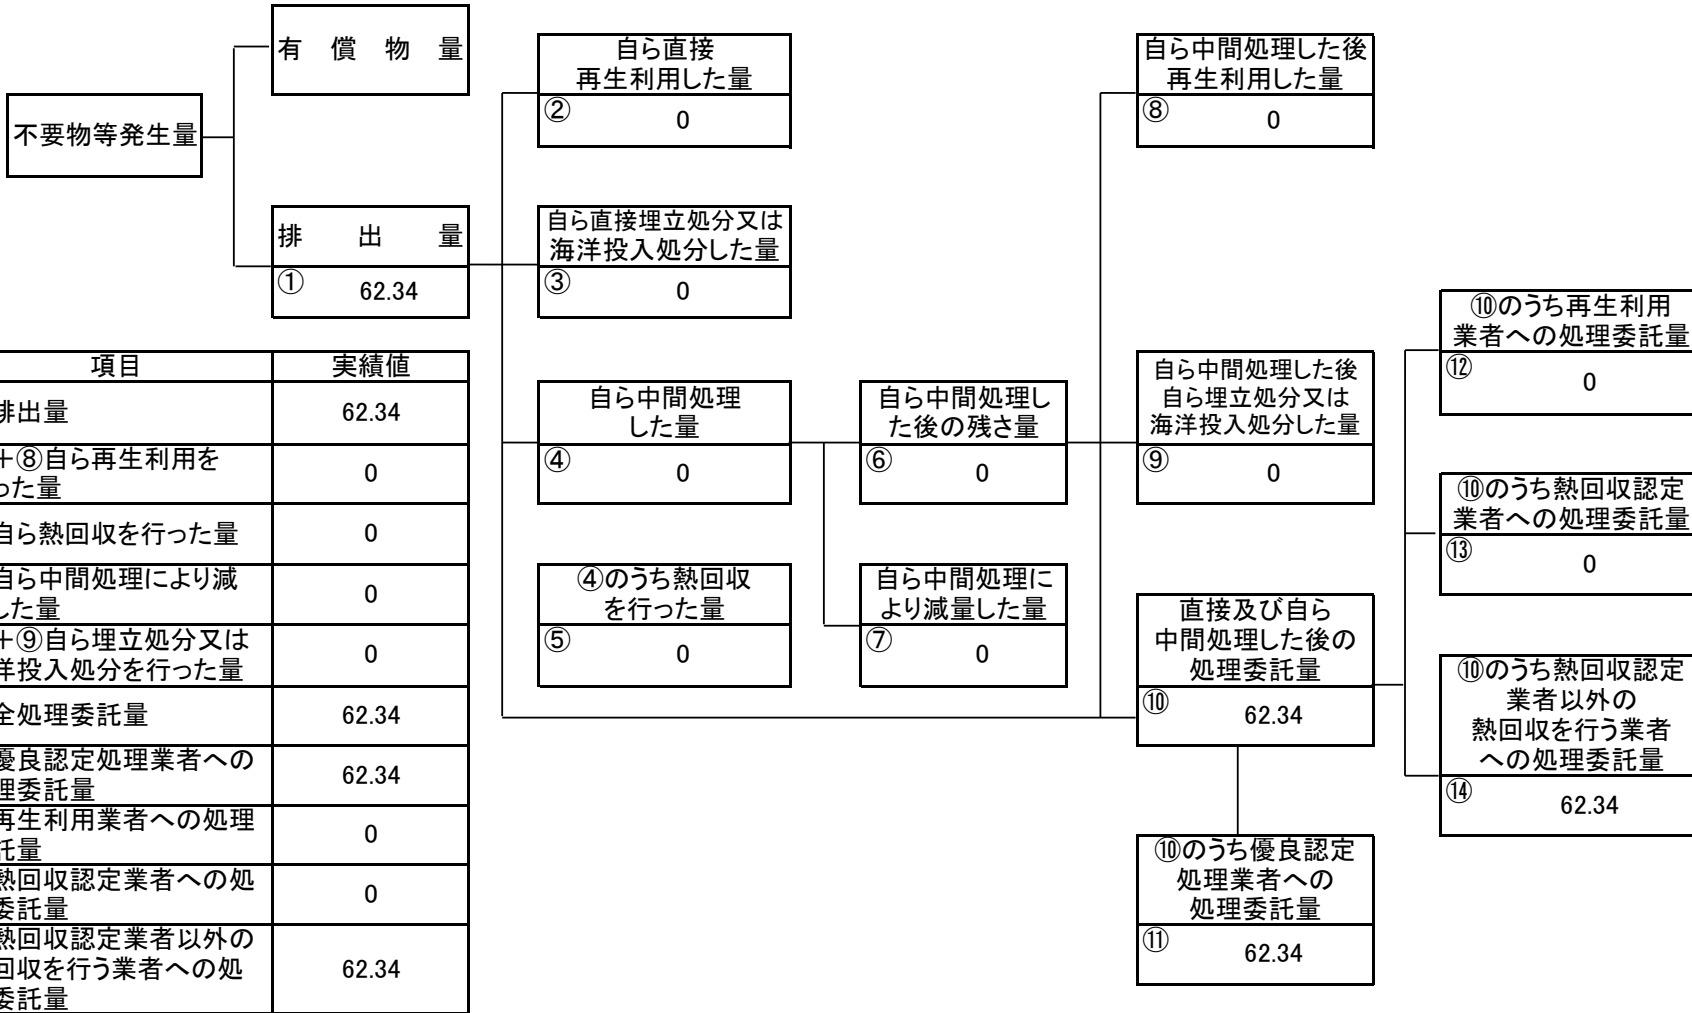 有償物量
不要物等発生量
排出量
① 62.34
自ら直接
再生利用した量
② 0
自ら直接埋立処分又は
海洋投入処分した量
③ 0
自ら中間処理
した量
④ 0
④のうち熱回収
を行った量
⑤ 0
自ら中間処理し
た後の残さ量
⑥ 0
自ら中間処理に
より減量した量
⑦ 0
自ら中間処理した後
再生利用した量
⑧ 0
自ら中間処理した後
自ら埋立処分又は
海洋投入処分した量
⑨ 0
直接及び自ら
中間処理した後の
処理委託量
⑩ 62.34
⑩のうち優良認定
処理業者への
処理委託量
⑪ 62.34
⑩のうち再生利用
業者への処理委託量
⑫ 0
⑩のうち熱回収認定
業者への処理委託量
⑬ 0
⑩のうち熱回収認定
業者以外の
熱回収を行う業者
への処理委託量
⑭ 62.34
項目 実績値
排出量 62.34
+⑧自ら再生利用を
った量 0
自ら熱回収を行った量 0
自ら中間処理により減
した量 0
+⑨自ら埋立処分又は
洋投入処分を行った量 0
全処理委託量 62.34
優良認定処理業者への
理委託量 62.34
再生利用業者への処理
託量 0
熱回収認定業者への処
委託量 0
熱回収認定業者以外の
回収を行う業者への処
委託量 62.34